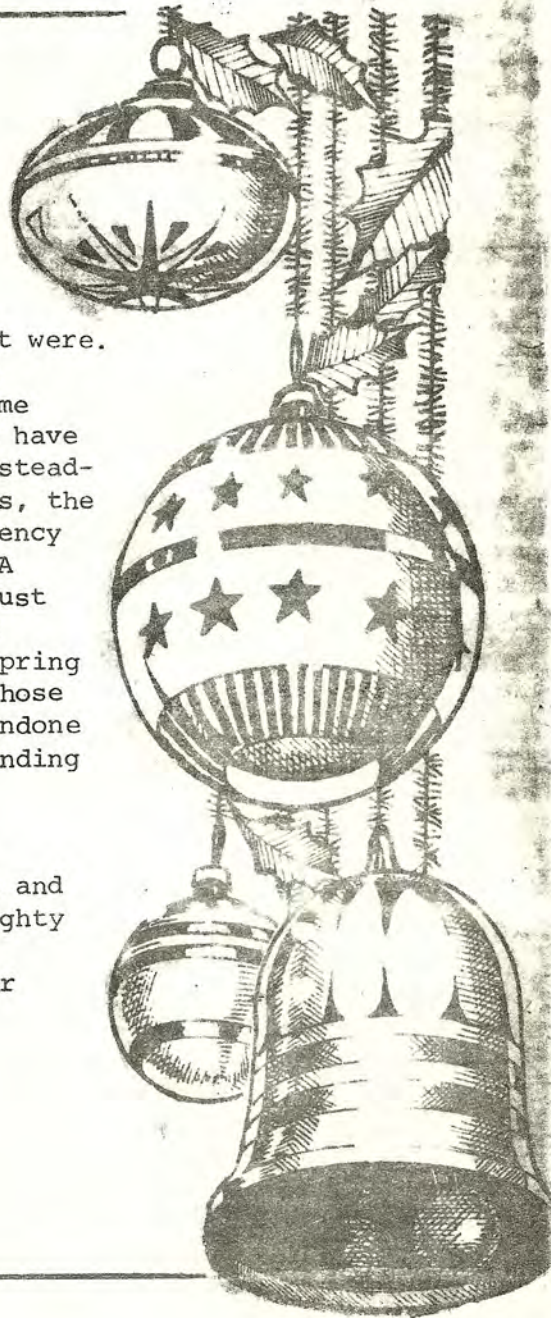 t were.
me
have
stead-
s, the
ency
A
ust
pring
hose
ndone
nding
and
ghty
r